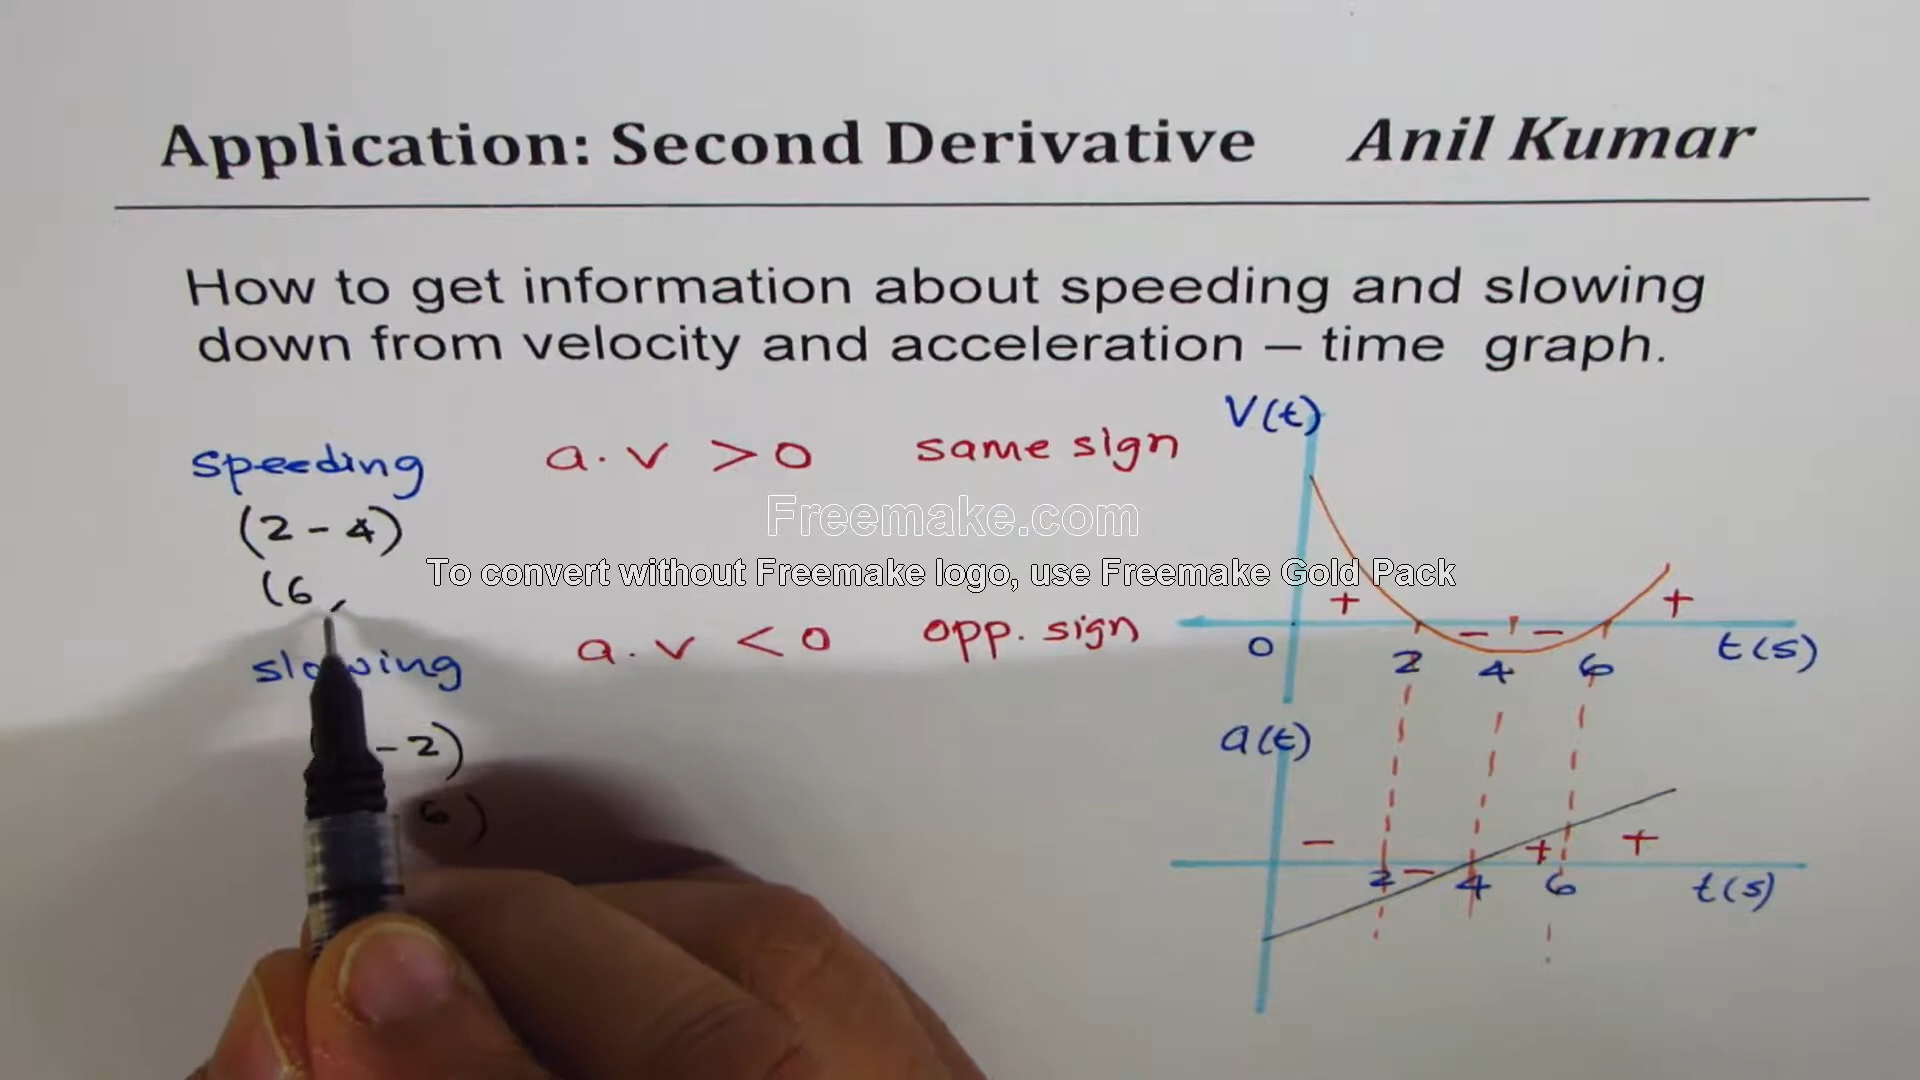 Application: Second Derivative Anil Kumar
How to get information about speeding and slowing
down from velocity and acceleration – time graph.
speeding a.v > 0 same sign
(2 - 4)
(6,
slowing a.v < 0 opp. sign
- 2)
6)
V(t)
+ - - +
0 2 4 6 t(s)
a(t)
- - + +
2 4 6 t(s)
Freemake.com
To convert without Freemake logo, use Freemake Gold Pack